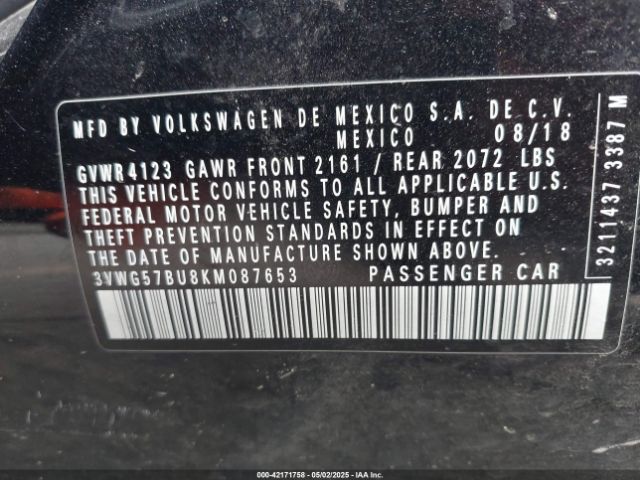 MFD BY VOLKSWAGEN DE MEXICO S.A. DE C.V.
MEXICO 08/18
GVWR 4123 GAWR FRONT 2161 / REAR 2072 LBS
THIS VEHICLE CONFORMS TO ALL APPLICABLE U.S.
FEDERAL MOTOR VEHICLE SAFETY, BUMPER AND
THEFT PREVENTION STANDARDS IN EFFECT ON
THE DATE OF MANUFACTURE SHOWN ABOVE.
3VWG57BU8KM087653 PASSENGER CAR
3211437 3387 M
000-42171758 - 05/02/2025 - IAA Inc.